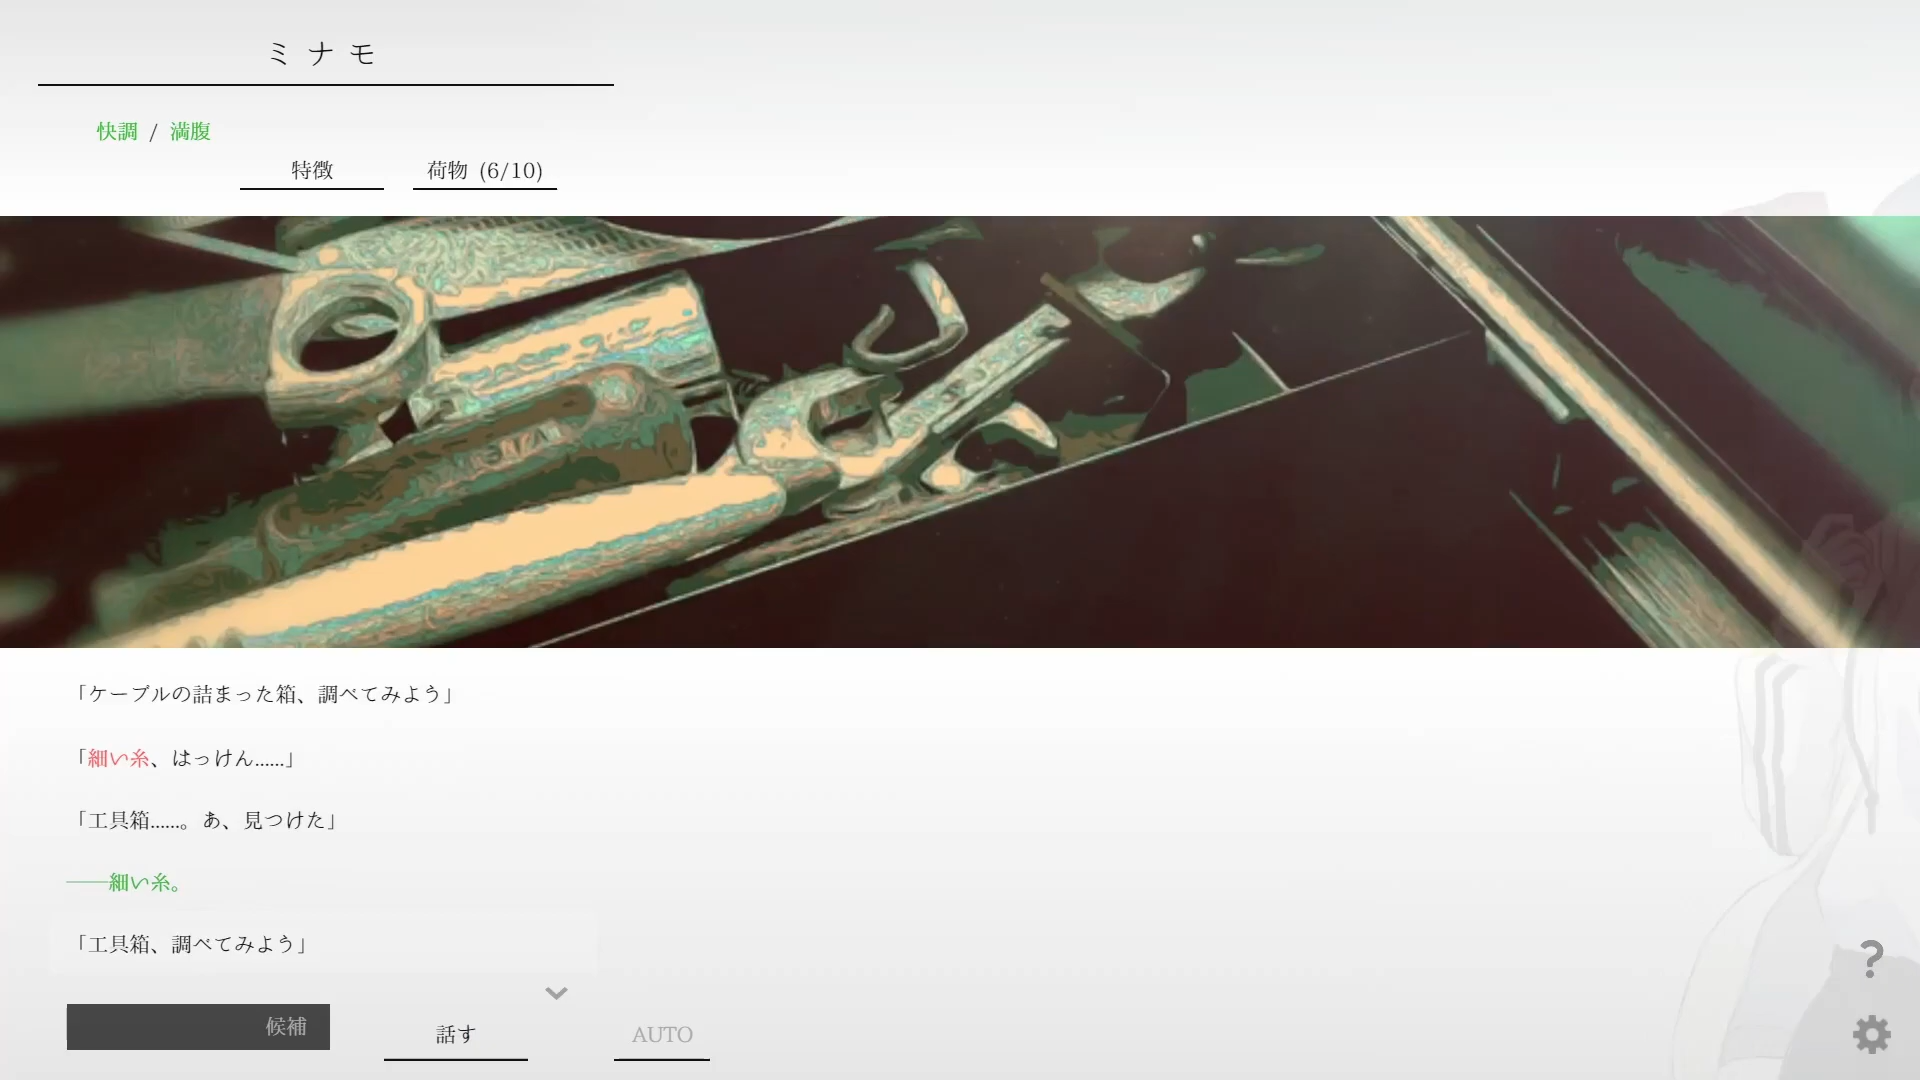 ミナモ
快調 / 満腹
特徴
荷物 (6/10)
「ケーブルの詰まった箱、調べてみよう」
「細い糸、はっけん......」
「工具箱......。あ、見つけた」
――細い糸。
「工具箱、調べてみよう」
候補
話す
AUTO
?